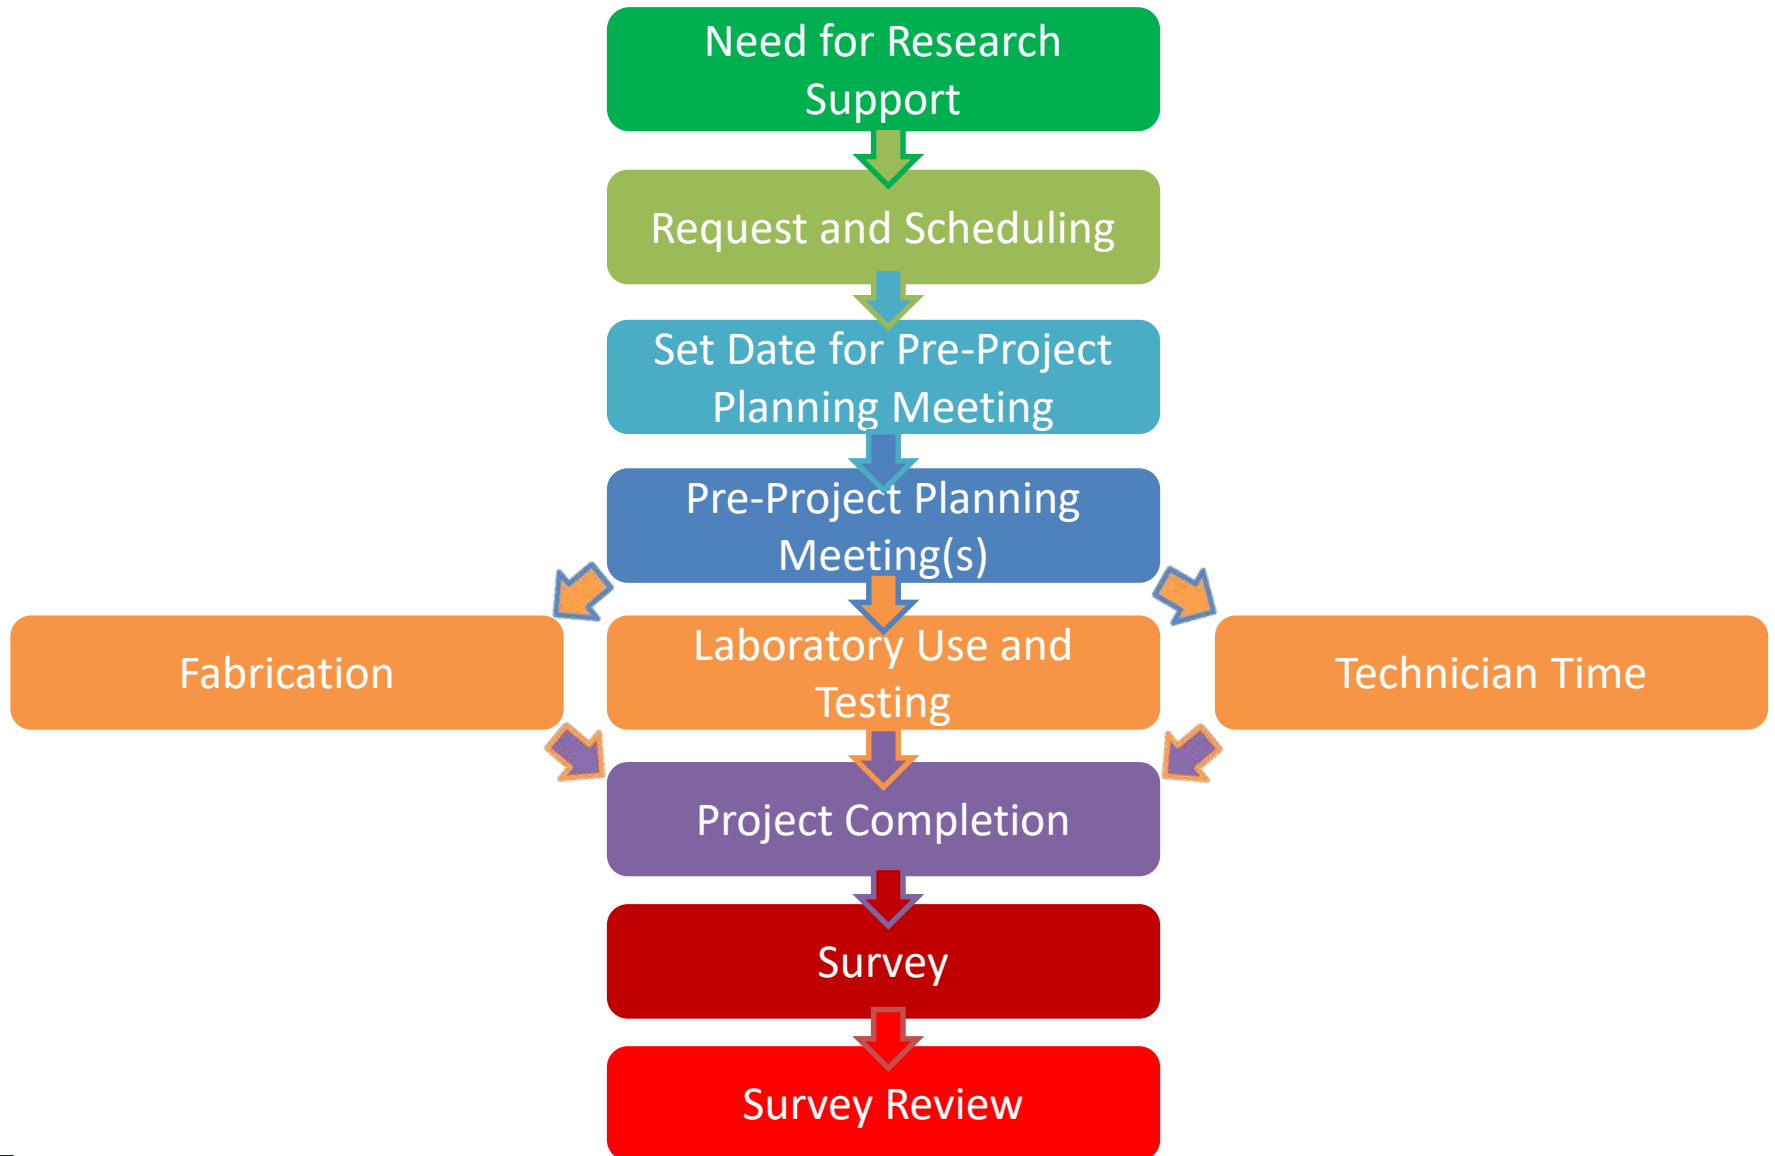 Need for Research
Support
Request and Scheduling
Set Date for Pre-Project
Planning Meeting
Pre-Project Planning
Meeting(s)
Fabrication
Laboratory Use and
Testing
Technician Time
Project Completion
Survey
Survey Review